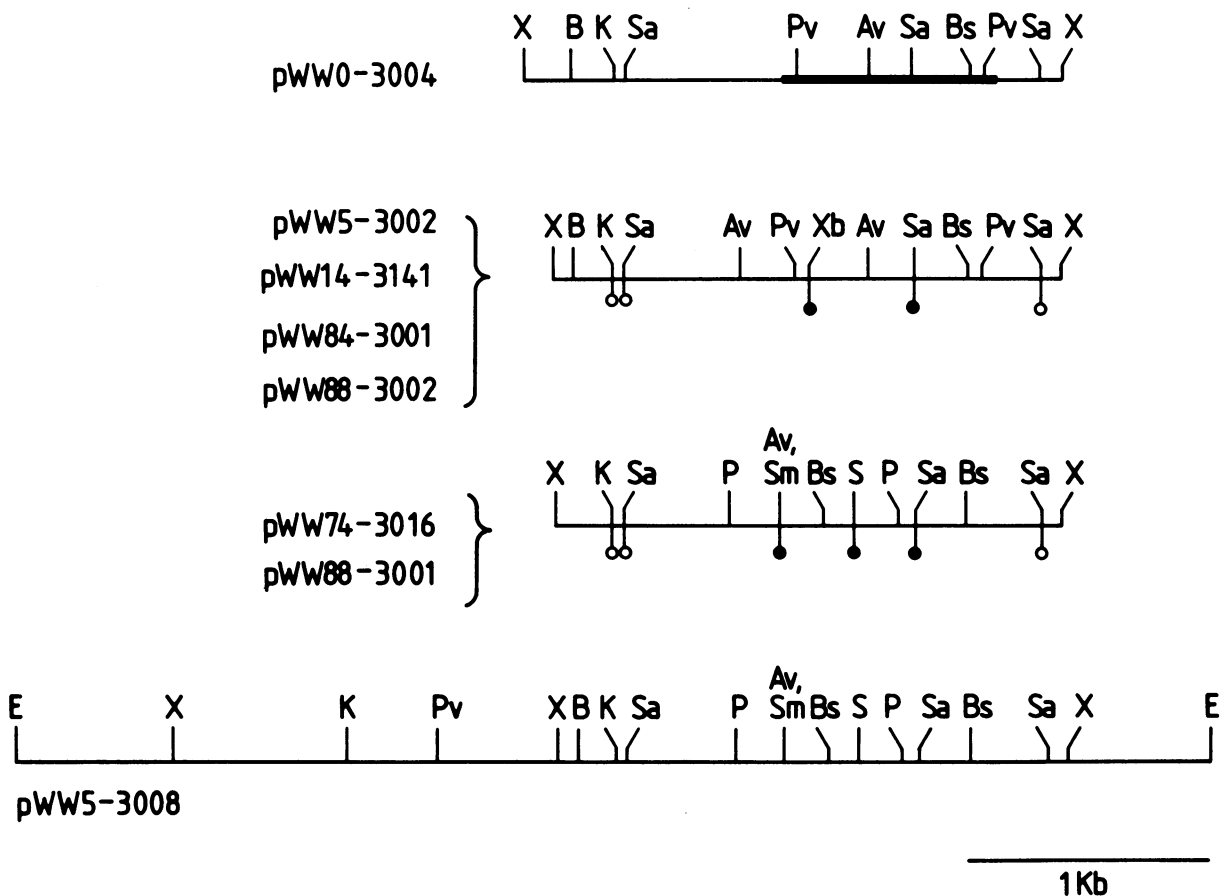 X B K Sa Pv Av Sa Bs Pv Sa X
pWW0-3004
pWW5-3002
X B K Sa Av Pv Xb Av Sa Bs Pv Sa X
pWW14-3141
pWW84-3001
pWW88-3002
Av,
X K Sa P Sm Bs S P Sa Bs Sa X
pWW74-3016
pWW88-3001
Av,
E X K Pv X B K Sa P Sm Bs S P Sa Bs Sa X E
pWW5-3008
1Kb